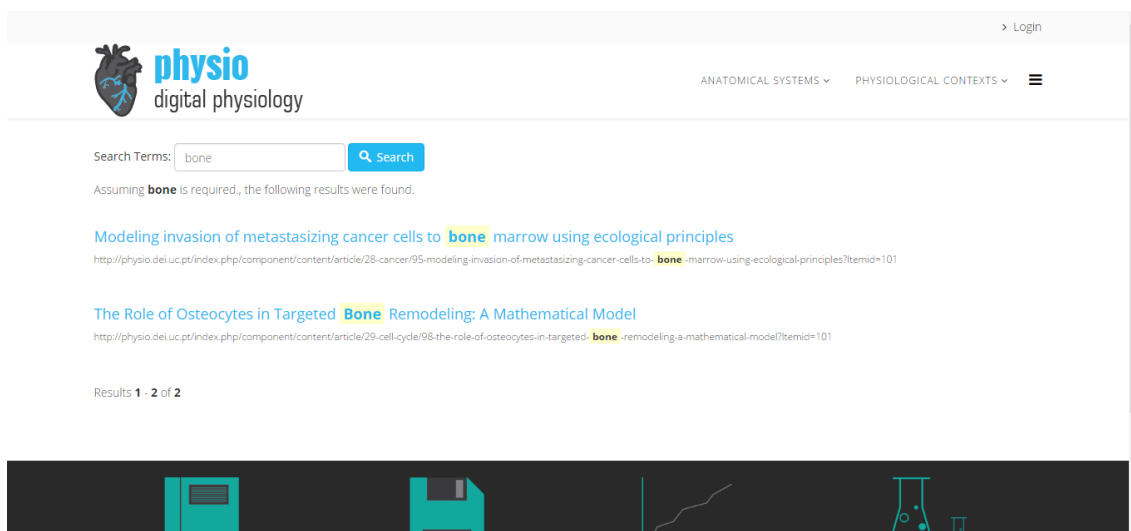 Login
physio
digital physiology
ANATOMICAL SYSTEMS
PHYSIOLOGICAL CONTEXTS
Search Terms: bone Search
Assuming bone is required., the following results were found.
Modeling invasion of metastasizing cancer cells to bone marrow using ecological principles
http://physio.dei.uc.pt/index.php/component/content/article/28-cancer/95-modeling-invasion-of-metastasizing-cancer-cells-to- bone -marrow-using-ecological-principles?Itemid=101
The Role of Osteocytes in Targeted Bone Remodeling: A Mathematical Model
http://physio.dei.uc.pt/index.php/component/content/article/29-cell-cycle/98-the-role-of-osteocytes-in-targeted- bone -remodeling-a-mathematical-model?Itemid=101
Results 1 - 2 of 2